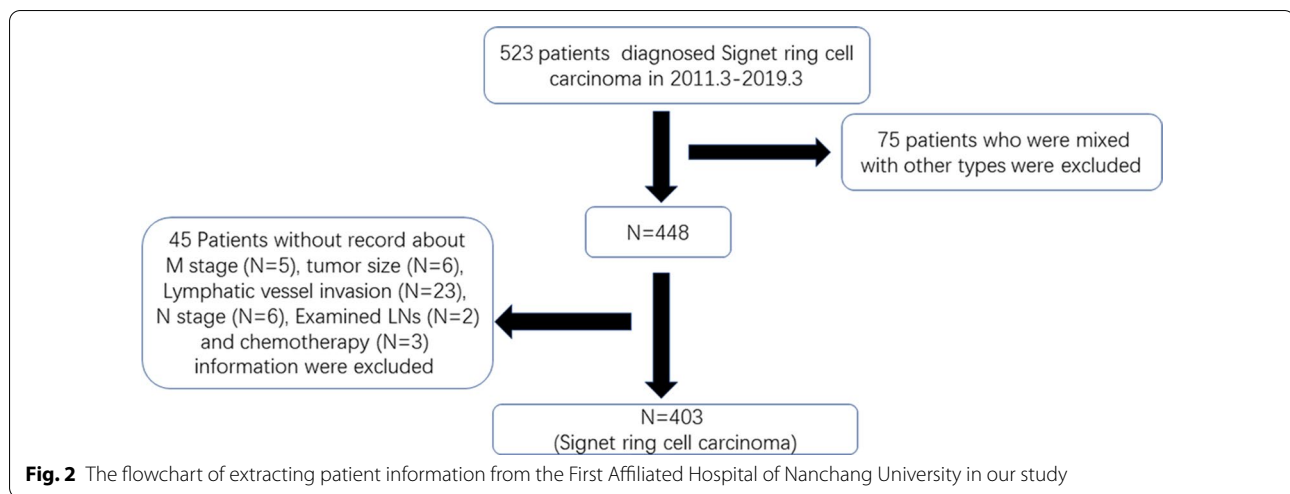 523 patients diagnosed Signet ring cell
carcinoma in 2011.3-2019.3
75 patients who were mixed
with other types were excluded
N=448
45 Patients without record about
M stage (N=5), tumor size (N=6),
Lymphatic vessel invasion (N=23),
N stage (N=6), Examined LNs (N=2)
and chemotherapy (N=3)
information were excluded
N=403
(Signet ring cell carcinoma)
Fig. 2 The flowchart of extracting patient information from the First Affiliated Hospital of Nanchang University in our study